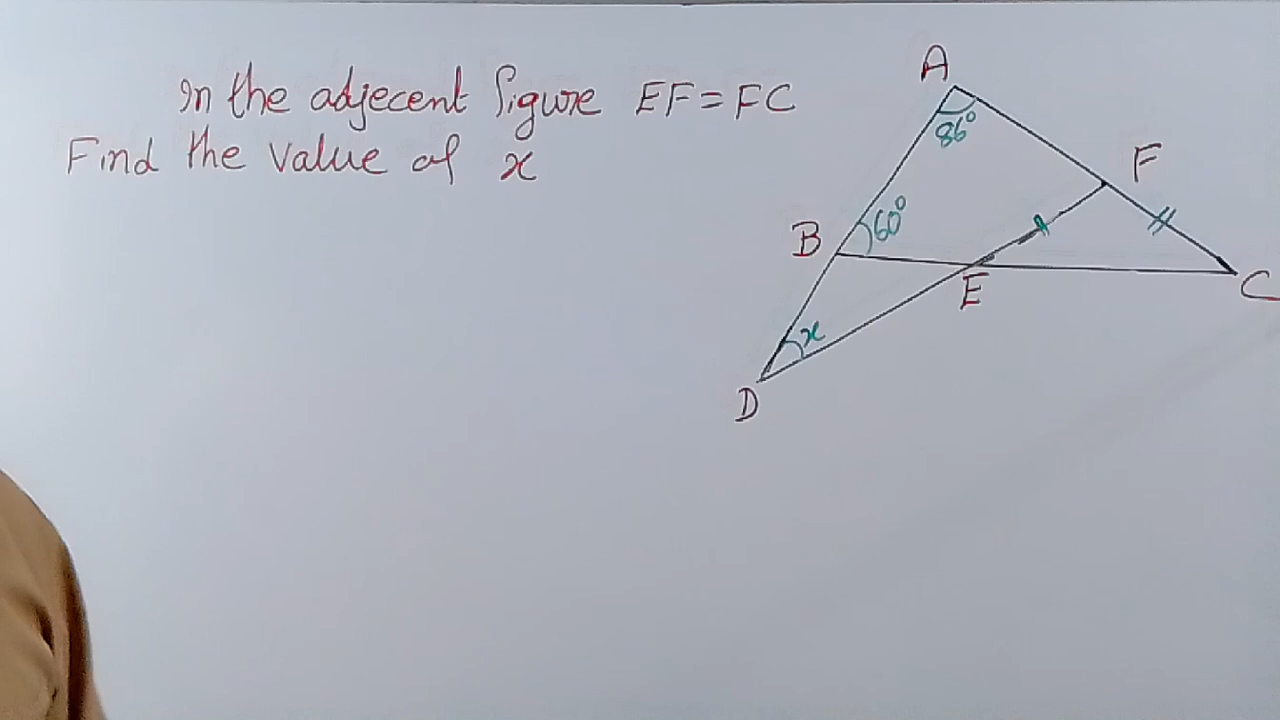 In the adjecent figure EF=FC
Find the value of x
A
86°
F
B
60°
E
C
x
D